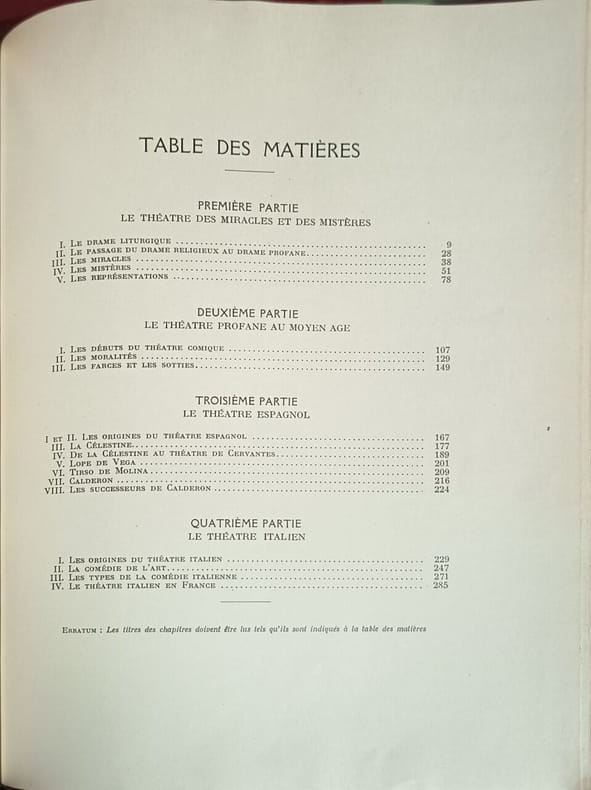 TABLE DES MATIÈRES
PREMIÈRE PARTIE
LE THÉATRE DES MIRACLES ET DES MISTÈRES
I. LE DRAME LITURGIQUE 9
II. LE PASSAGE DU DRAME RELIGIEUX AU DRAME PROFANE 28
III. LES MIRACLES 38
IV. LES MISTÈRES 51
V. LES REPRÉSENTATIONS 78
DEUXIÈME PARTIE
LE THÉATRE PROFANE AU MOYEN AGE
I. LES DÉBUTS DU THÉATRE COMIQUE 107
II. LES MORALITÉS 129
III. LES FARCES ET LES SOTTIES 149
TROISIÈME PARTIE
LE THÉATRE ESPAGNOL
I ET II. LES ORIGINES DU THÉATRE ESPAGNOL 167
III. LA CÉLESTINE 177
IV. DE LA CÉLESTINE AU THÉATRE DE CERVANTES 189
V. LOPE DE VEGA 201
VI. TIRSO DE MOLINA 209
VII. CALDERON 216
VIII. LES SUCCESSEURS DE CALDERON 224
QUATRIÈME PARTIE
LE THÉATRE ITALIEN
I. LES ORIGINES DU THÉATRE ITALIEN 229
II. LA COMÉDIE DE L'ART 247
III. LES TYPES DE LA COMÉDIE ITALIENNE 271
IV. LE THÉATRE ITALIEN EN FRANCE 285
ERRATUM : Les titres des chapitres doivent être lus tels qu'ils sont indiqués à la table des matières